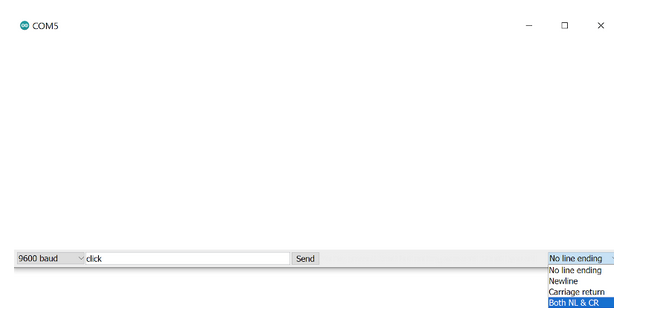 COM5
9600 baud click Send No line ending
No line ending
Newline
Carriage return
Both NL & CR